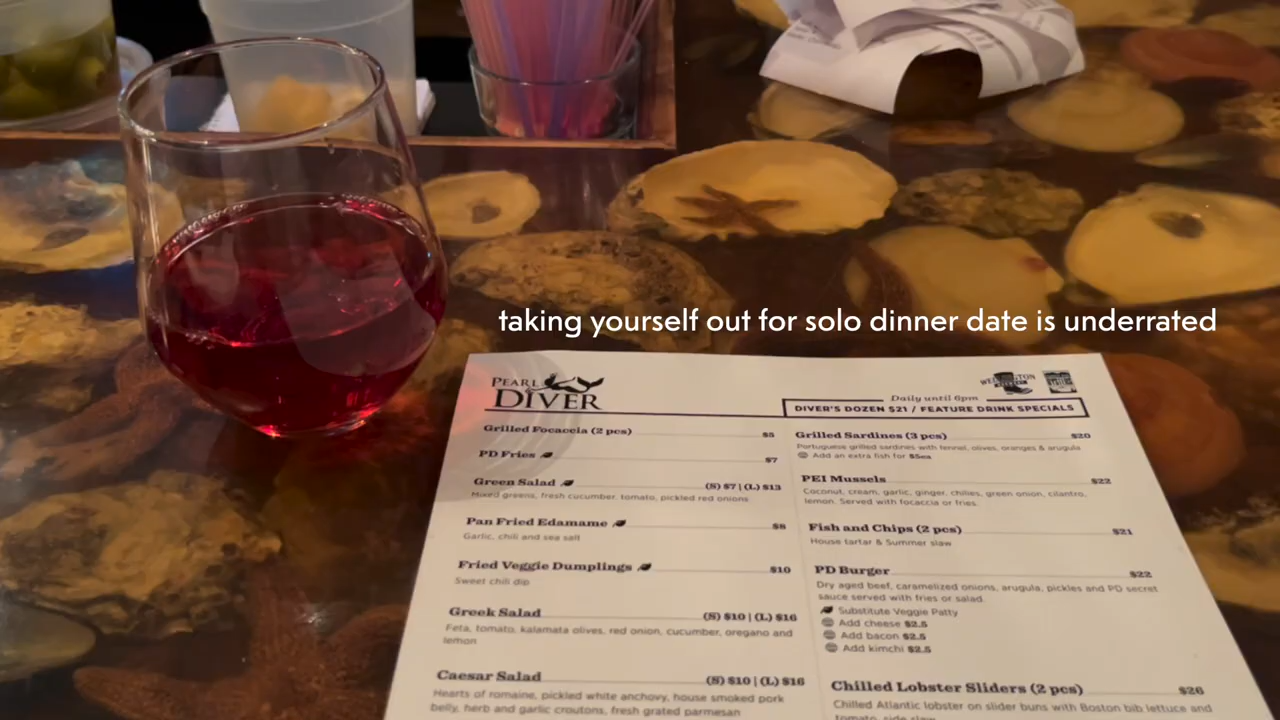 taking yourself out for solo dinner date is underrated
PEARL
DIVER
Daily until 6pm
DIVER'S DOZEN $21 / FEATURE DRINK SPECIALS
Grilled Focaccia (2 pcs) $5
PD Fries $7
Green Salad (S) $7 | (L) $13
Mixed greens, fresh cucumber, tomato, pickled red onions
Pan Fried Edamame $8
Garlic, chili and sea salt
Fried Veggie Dumplings $10
Sweet chili dip
Greek Salad (S) $10 | (L) $16
Feta, tomato, kalamata olives, red onion, cucumber, oregano and
lemon
Caesar Salad (S) $10 | (L) $16
Hearts of romaine, pickled white anchovy, house smoked pork
belly, herb and garlic croutons, fresh grated parmesan
Grilled Sardines (3 pcs) $20
Portuguese grilled sardines with fennel, olives, oranges & arugula
Add an extra fish for $5ea
PEI Mussels $22
Coconut, cream, garlic, ginger, chilies, green onion, cilantro,
lemon. Served with focaccia or fries.
Fish and Chips (2 pcs) $21
House tartar & Summer slaw
PD Burger $22
Dry aged beef, caramelized onions, arugula, pickles and PD secret
sauce served with fries or salad.
Substitute Veggie Patty
Add cheese $2.5
Add bacon $2.5
Add kimchi $2.5
Chilled Lobster Sliders (2 pcs) $26
Chilled Atlantic lobster on slider buns with Boston bib lettuce and
tomato, side slaw